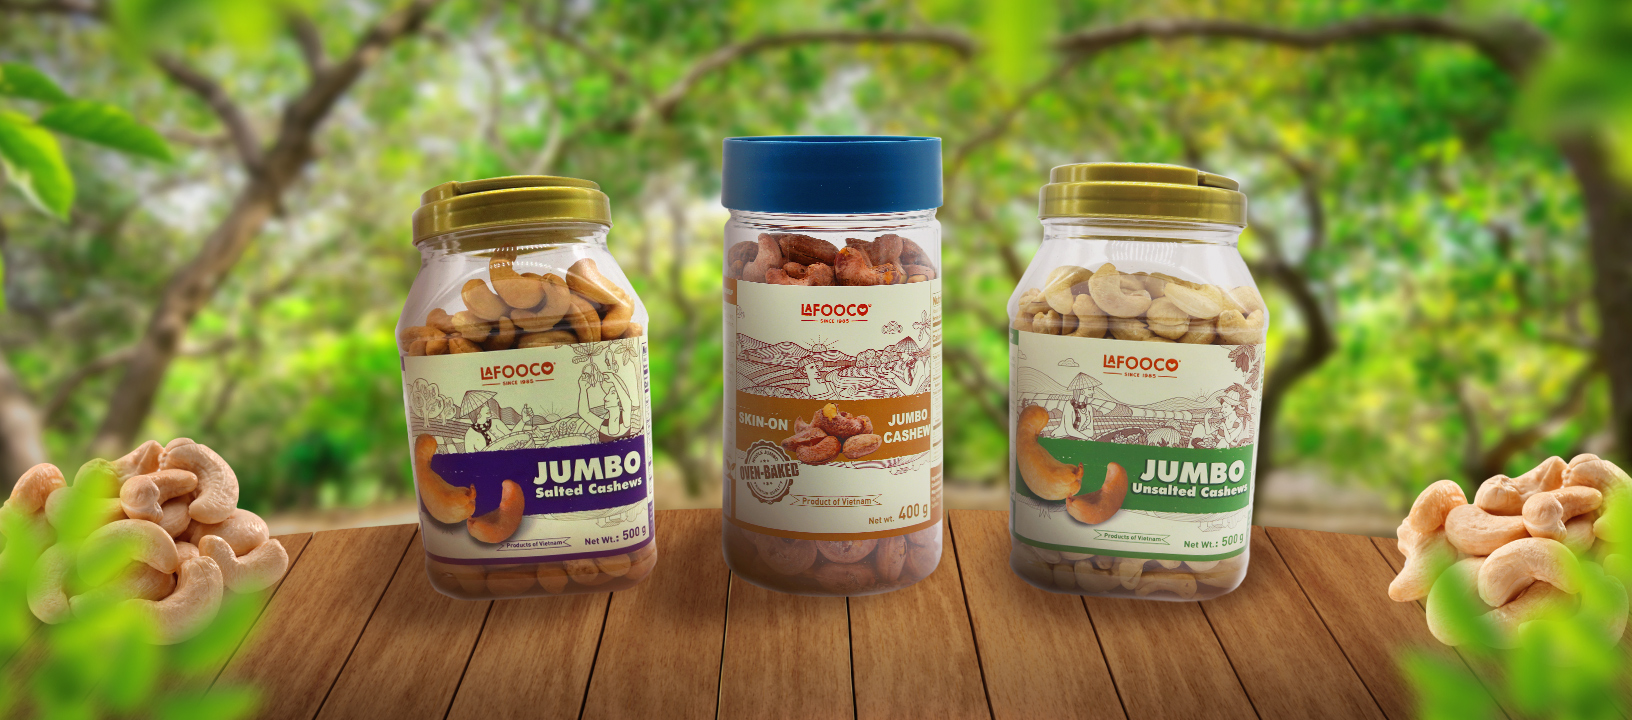 LAFOOCO
SINCE 1985
JUMBO
Salted Cashews
Products of Vietnam
Net Wt.: 500 g
LAFOOCO
SINCE 1985
SKIN-ON
JUMBO
CASHEW
OVEN-BAKED
Product of Vietnam
Net wt. 400 g
LAFOOCO
SINCE 1985
JUMBO
Unsalted Cashews
Products of Vietnam
Net Wt.: 500 g